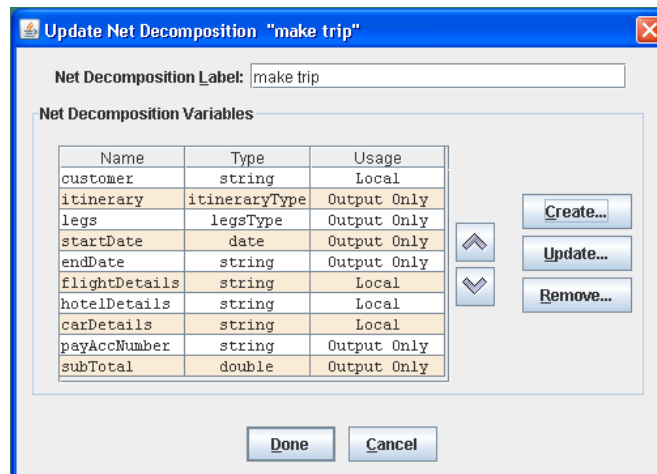 Update Net Decomposition "make trip"
Net Decomposition Label: make trip
Net Decomposition Variables
Name Type Usage
customer string Local
itinerary itineraryType Output Only
legs legsType Output Only
startDate date Output Only
endDate string Output Only
flightDetails string Local
hotelDetails string Local
carDetails string Local
payAccNumber string Output Only
subTotal double Output Only
Create...
Update...
Remove...
Done Cancel